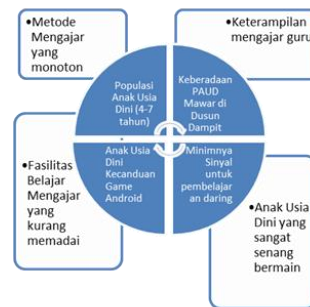 •Metode
Mengajar
yang
monoton
•Keterampilan
mengajar guru
Populasi
Anak Usia
Dini (4-7
tahun)
Keberadaan
PAUD
Mawar di
Dusun
Dampit
Anak Usia
Dini
Kecanduan
Game
Android
Minimnya
Sinyal
untuk
pembelajar
an daring
•Fasilitas
Belajar
Mengajar
yang
kurang
memadai
•Anak Usia
Dini yang
sangat
senang
bermain